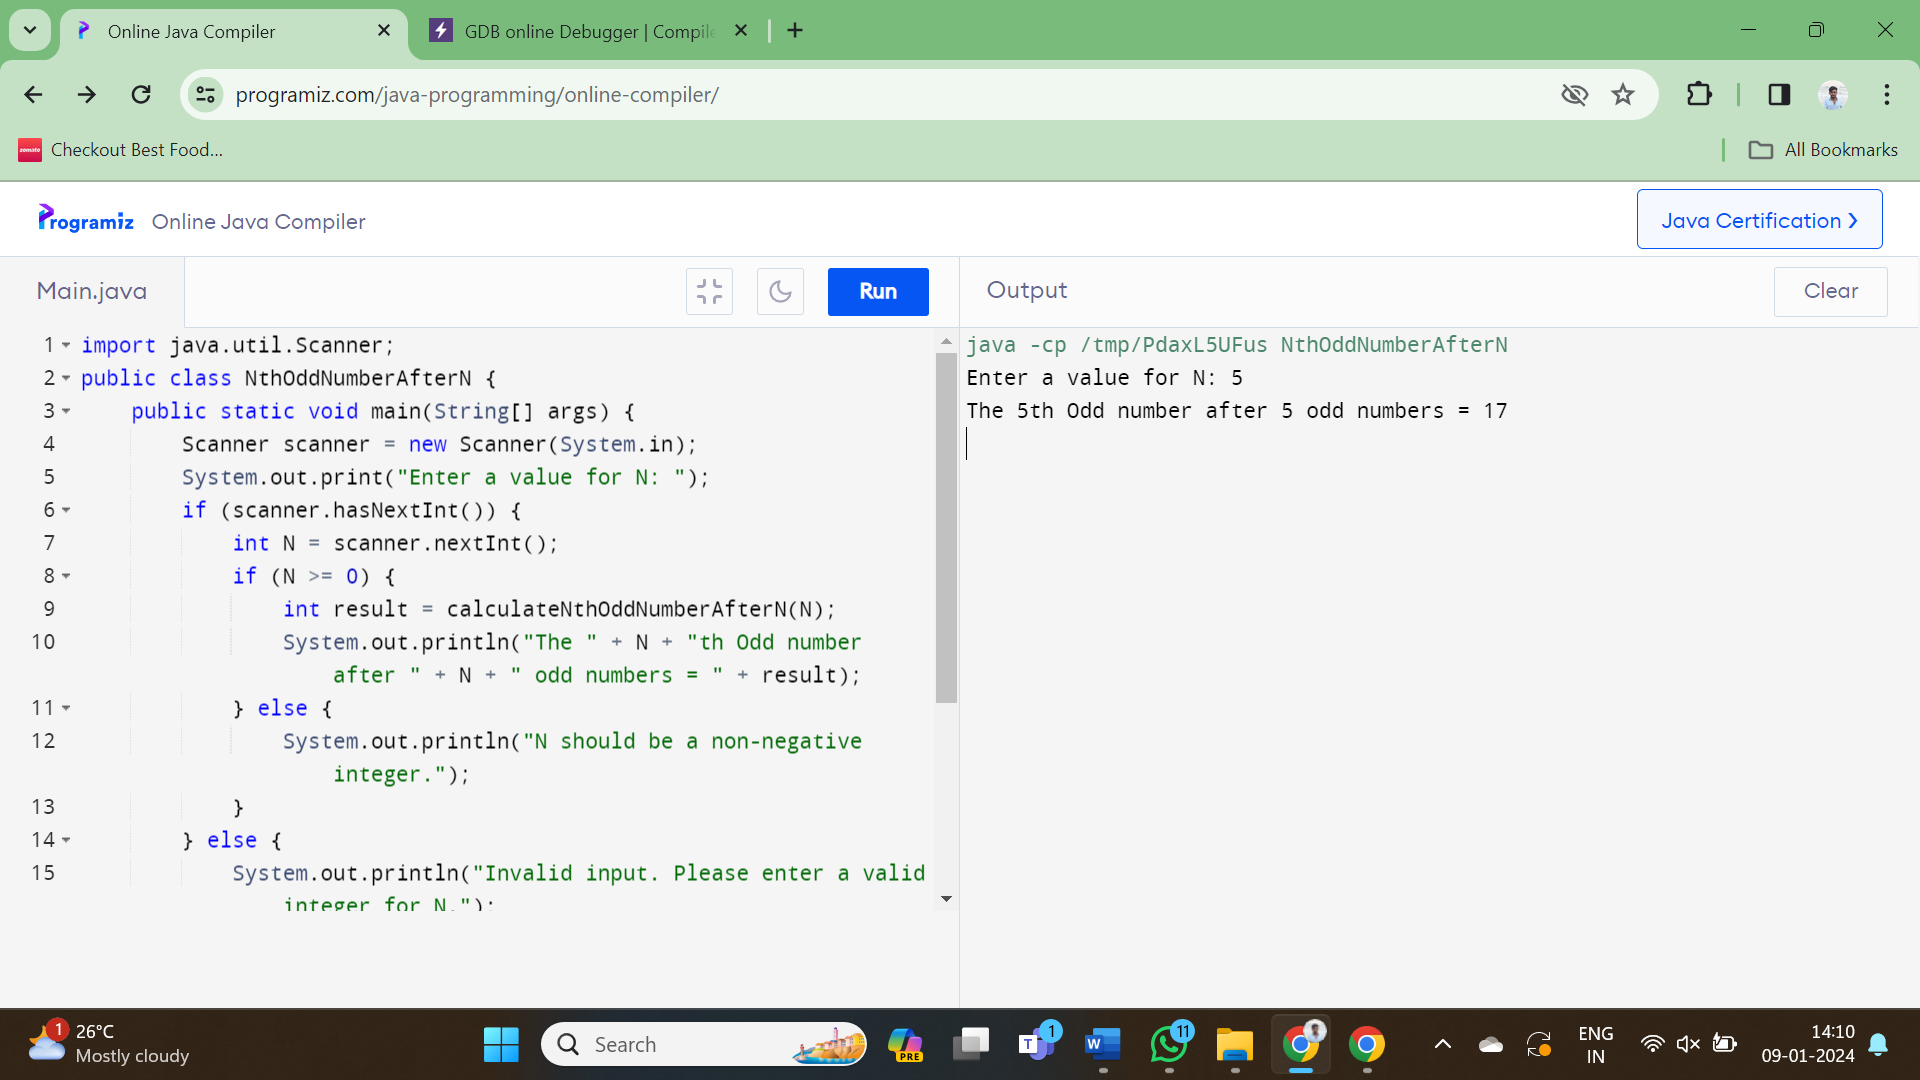 Online Java Compiler
GDB online Debugger | Compile
programiz.com/java-programming/online-compiler/
zomato
Checkout Best Food...
All Bookmarks
Programiz Online Java Compiler
Java Certification ❯
Main.java
Run
Output
Clear
1 import java.util.Scanner;
2 public class NthOddNumberAfterN {
3 public static void main(String[] args) {
4 Scanner scanner = new Scanner(System.in);
5 System.out.print("Enter a value for N: ");
6 if (scanner.hasNextInt()) {
7 int N = scanner.nextInt();
8 if (N >= 0) {
9 int result = calculateNthOddNumberAfterN(N);
10 System.out.println("The " + N + "th Odd number
after " + N + " odd numbers = " + result);
11 } else {
12 System.out.println("N should be a non-negative
integer.");
13 }
14 } else {
15 System.out.println("Invalid input. Please enter a valid
integer for N.");
java -cp /tmp/PdaxL5UFus NthOddNumberAfterN
Enter a value for N: 5
The 5th Odd number after 5 odd numbers = 17
1
26°C
Mostly cloudy
Search
PRE
T
1
W
11
ENG
IN
14:10
09-01-2024